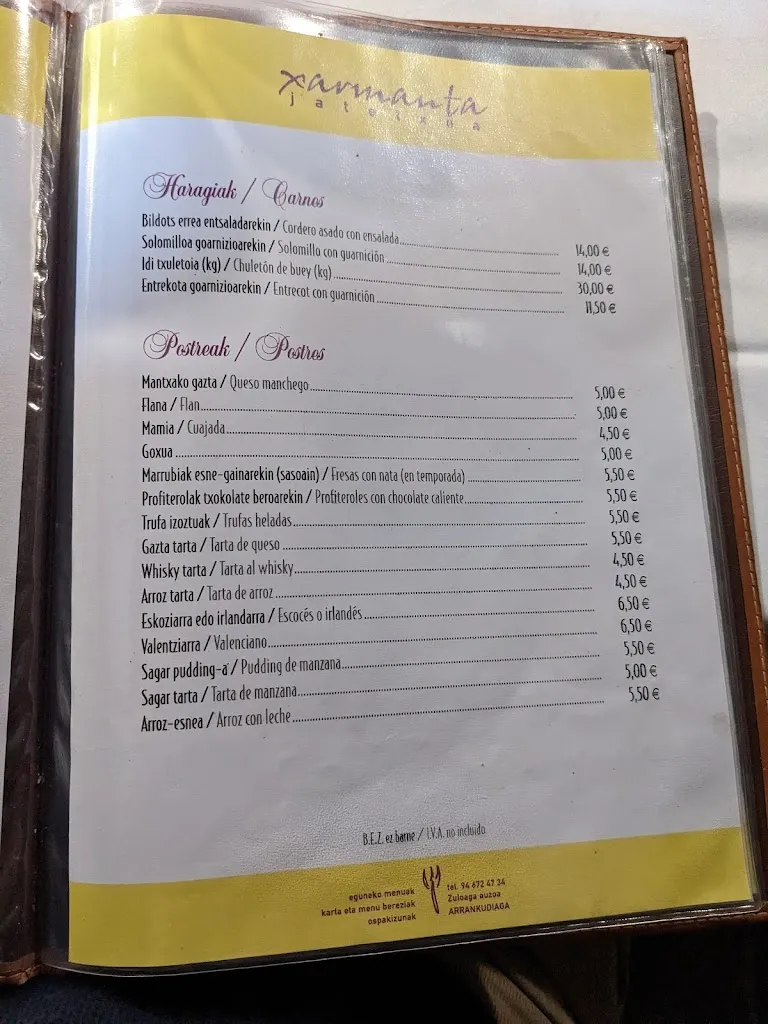 xarmanta
jatetxea
Haragiak / Carnes
Bildots errea entsaladarekin / Cordero asado con ensalada 14,00 €
Solomilloa goarnizioarekin / Solomillo con guarnición 14,00 €
Idi txuletoia (kg) / Chuletón de buey (kg) 30,00 €
Entrekota goarnizioarekin / Entrecot con guarnición 11,50 €
Postreak / Postres
Mantxako gazta / Queso manchego 5,00 €
Flana / Flan 5,00 €
Mamia / Cuajada 4,50 €
Goxua 5,00 €
Marrubiak esne-gainarekin (sasoain) / Fresas con nata (en temporada) 5,50 €
Profiterolak txokolate beroarekin / Profiteroles con chocolate caliente 5,50 €
Trufa izoztuak / Trufas heladas 5,50 €
Gazta tarta / Tarta de queso 5,50 €
Whisky tarta / Tarta al whisky 4,50 €
Arroz tarta / Tarta de arroz 4,50 €
Eskoziarra edo irlandarra / Escocés o irlandés 6,50 €
Valentziarra / Valenciano 6,50 €
Sagar pudding-a / Pudding de manzana 5,50 €
Sagar tarta / Tarta de manzana 5,00 €
Arroz-esnea / Arroz con leche 5,50 €
B.E.Z. ez barne / I.V.A. no incluido
eguneko menuak
karta eta menu bereziak
ospakizunak
tel. 94 672 47 34
Zuloaga auzoa
ARRANKUDIAGA